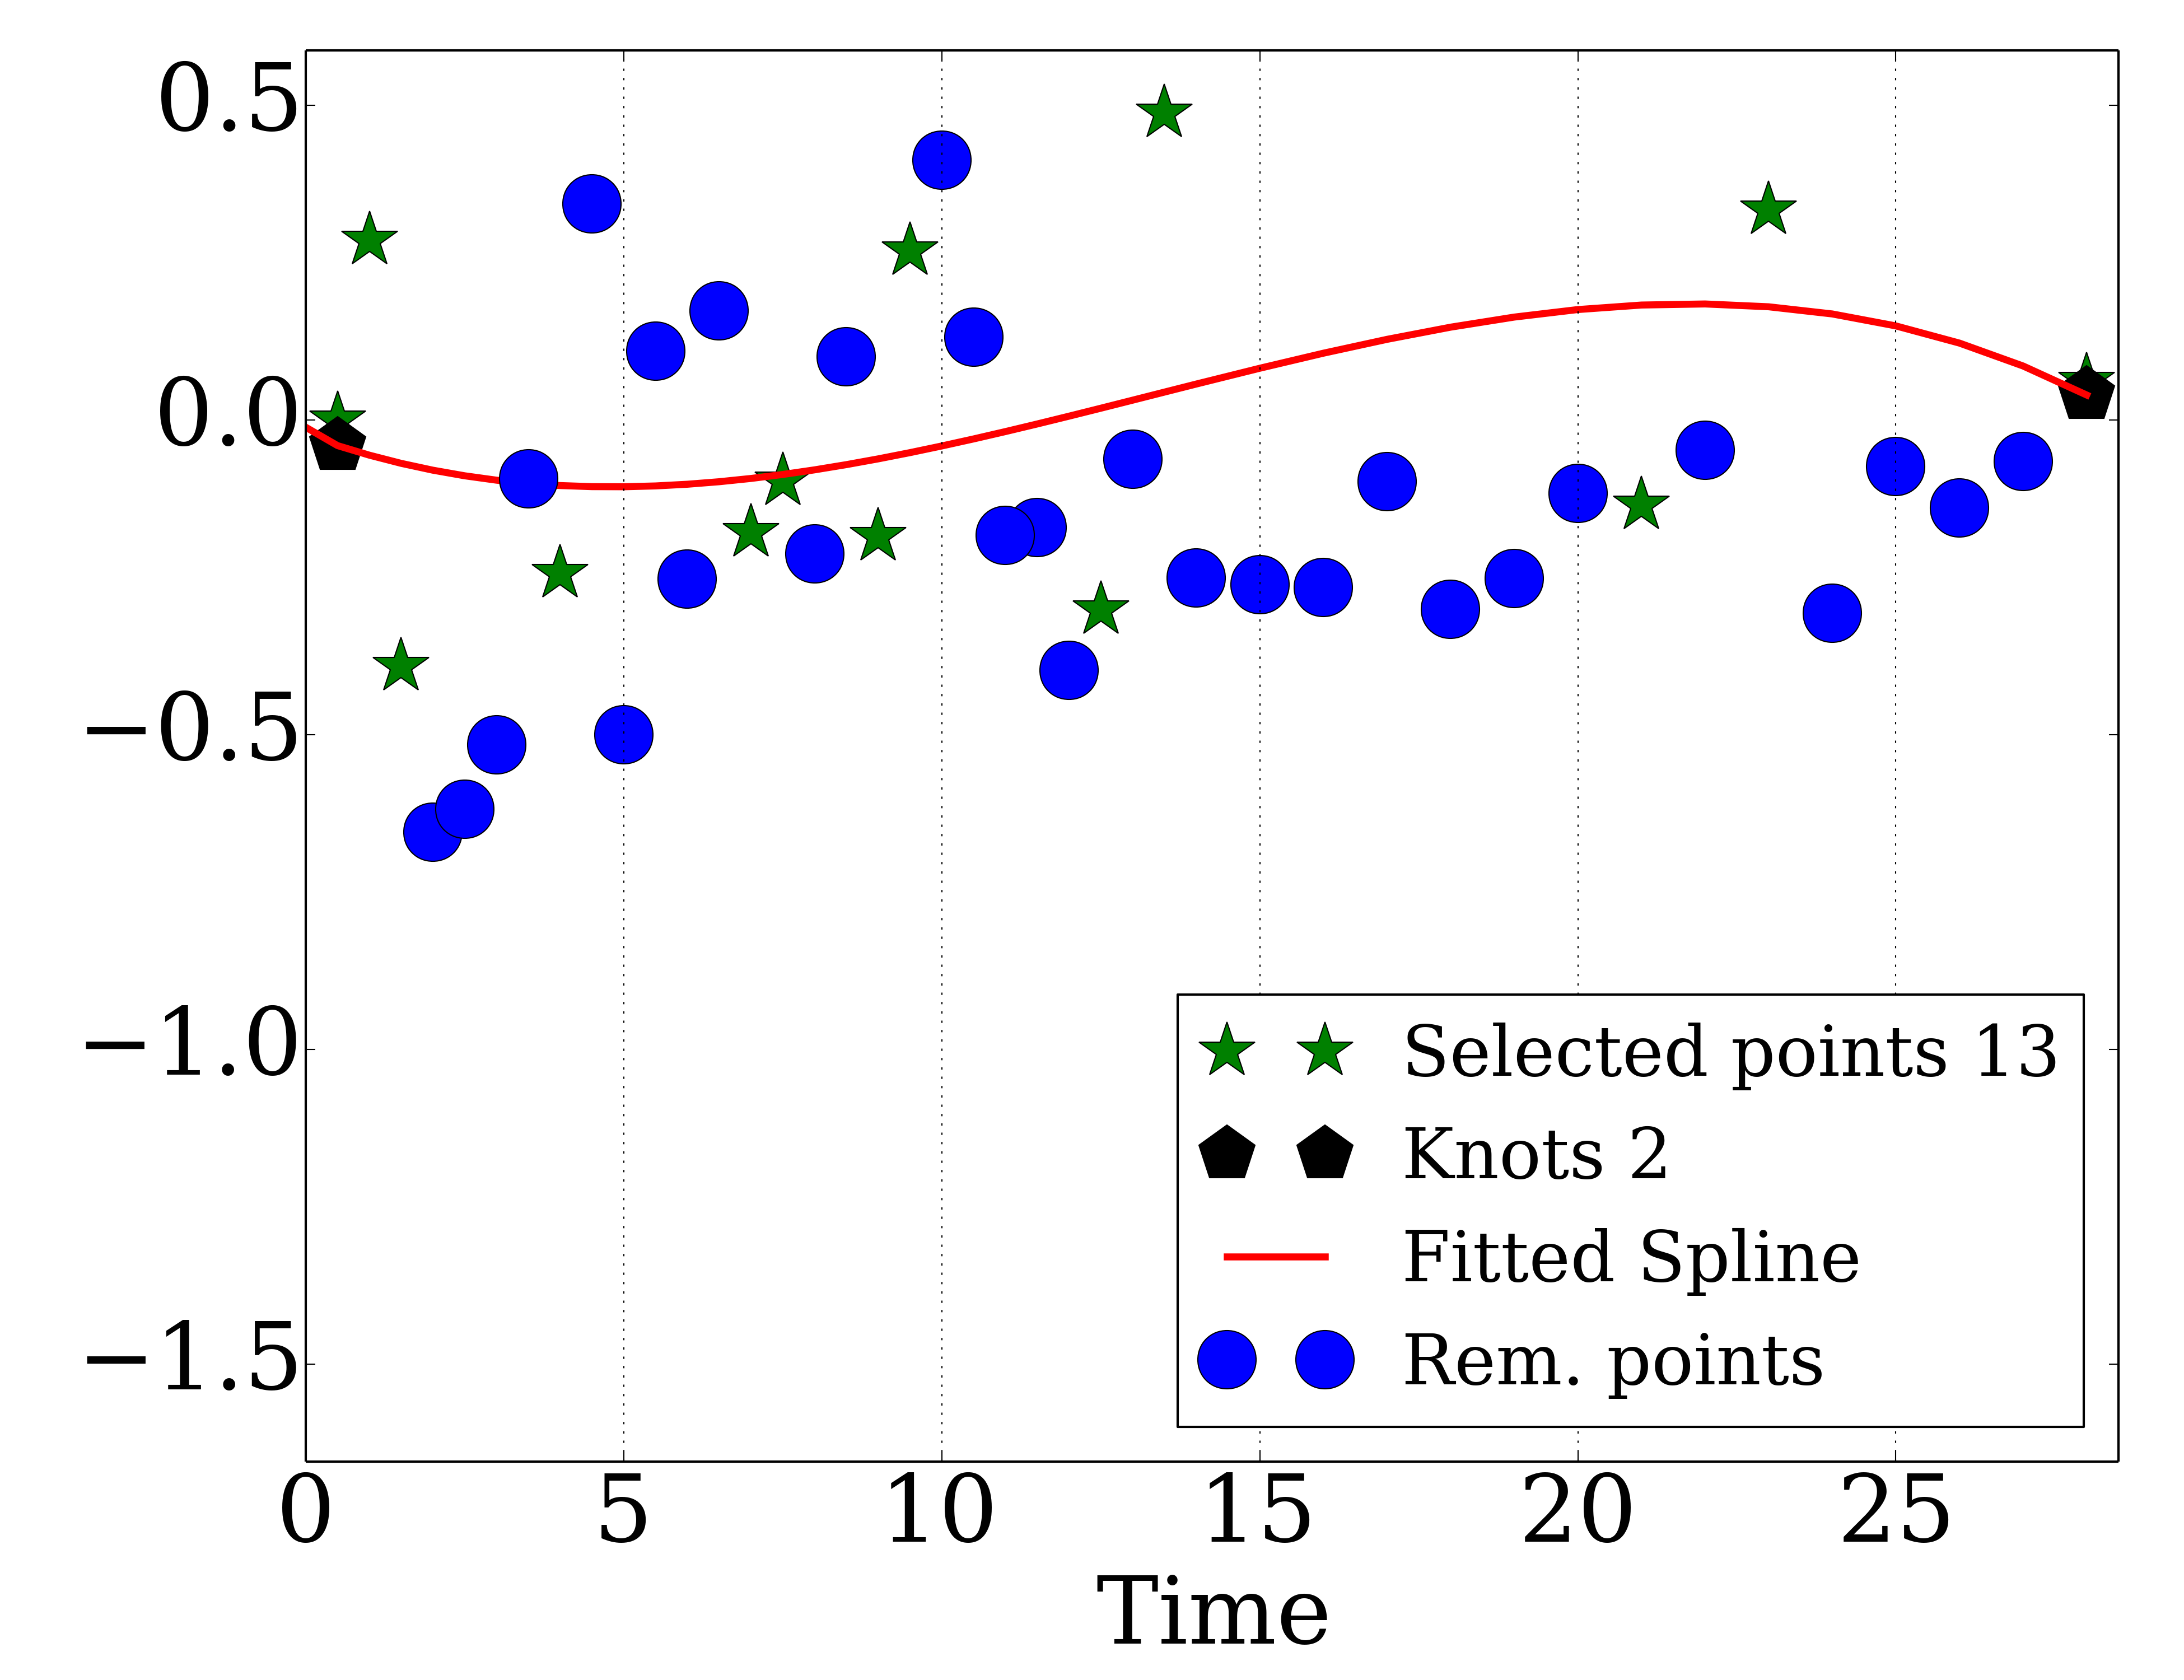 0.5
0.0
−0.5
−1.0
−1.5
Selected points 13
Knots 2
Fitted Spline
Rem. points
0 5 10 15 20 25
Time